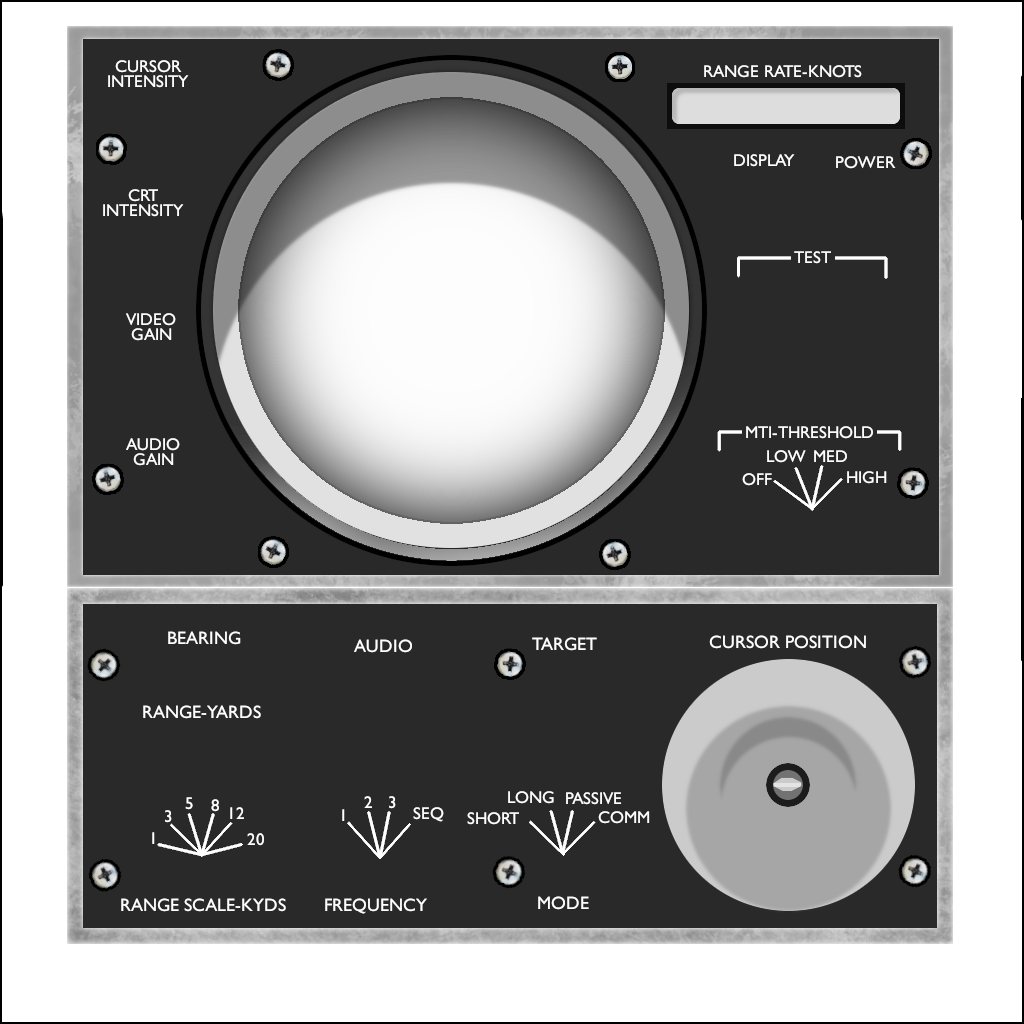 CURSOR
INTENSITY
RANGE RATE-KNOTS
DISPLAY
POWER
CRT
INTENSITY
TEST
VIDEO
GAIN
MTI-THRESHOLD
AUDIO
GAIN
LOW MED
OFF
HIGH
BEARING
AUDIO
TARGET
CURSOR POSITION
RANGE-YARDS
1 3 5 8 12 20
1 2 3 SEQ
SHORT LONG PASSIVE COMM
RANGE SCALE-KYDS
FREQUENCY
MODE